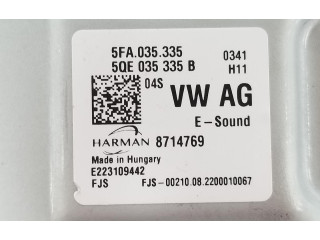 5FA.035.335 0341
5QE 035 335 B H11
04S VW AG
E-Sound
HARMAN 8714769
Made in Hungary
E223109442
FJS FJS-00210.08.2200010067